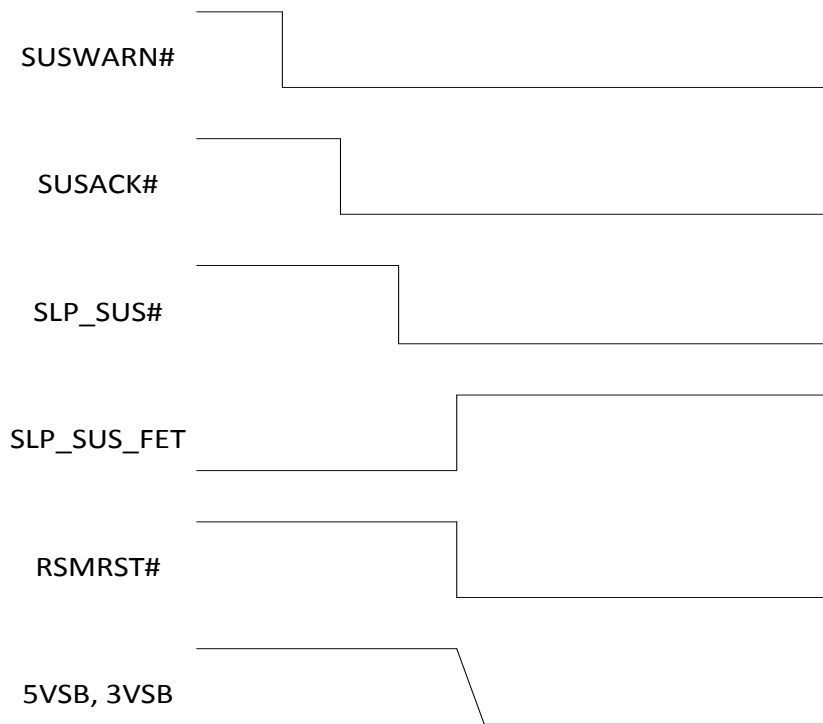 SUSWARN#
SUSACK#
SLP_SUS#
SLP_SUS_FET
RSMRST#
5VSB, 3VSB